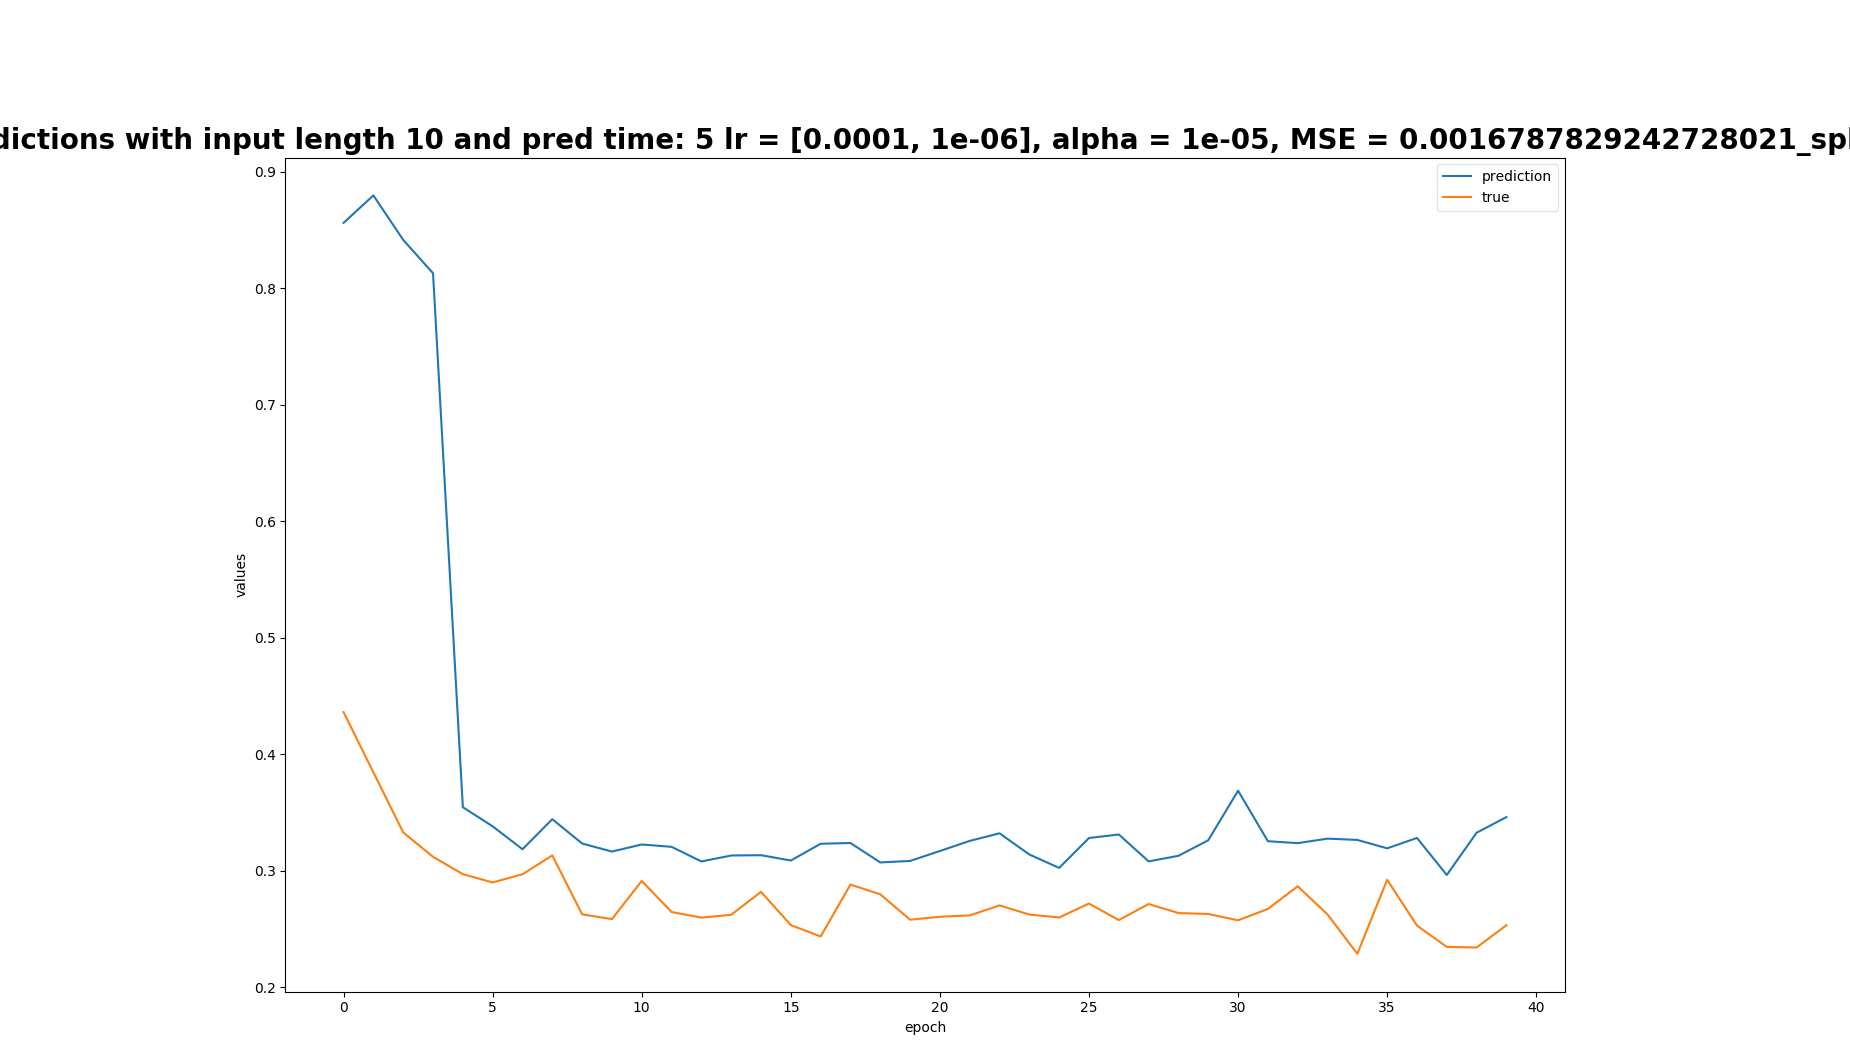 dictions with input length 10 and pred time: 5 lr = [0.0001, 1e-06], alpha = 1e-05, MSE = 0.0016787829242728021_spl
prediction
true
0.9
0.8
0.7
0.6
0.5
0.4
0.3
0.2
values
0 5 10 15 20 25 30 35 40
epoch